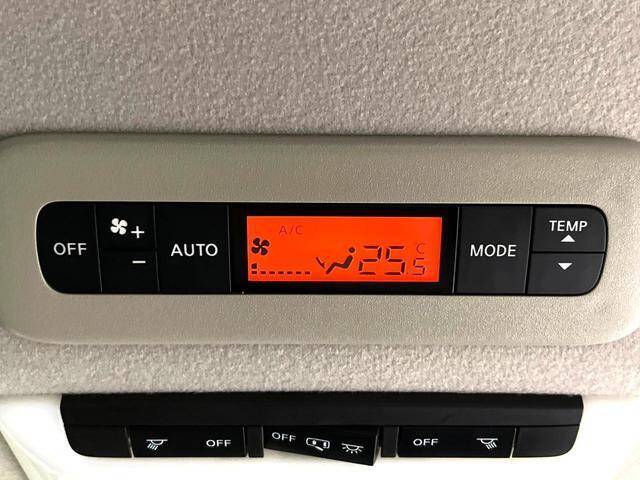 A/C
OFF + AUTO 25.5°C MODE TEMP
−
OFF OFF OFF